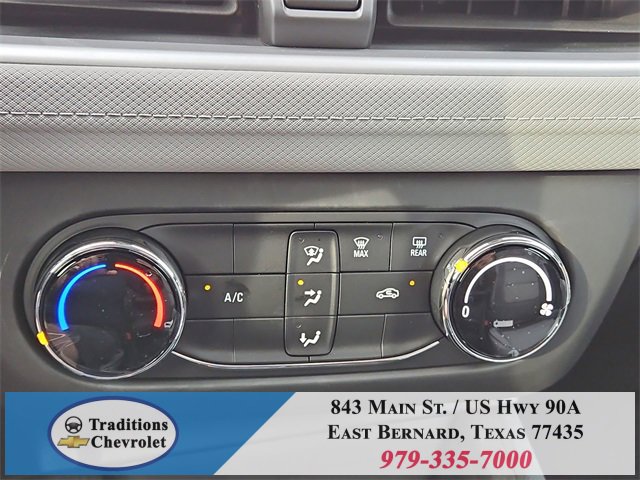 MAX
REAR
A/C
0
Traditions
Chevrolet
843 Main St. / US Hwy 90A
East Bernard, Texas 77435
979-335-7000